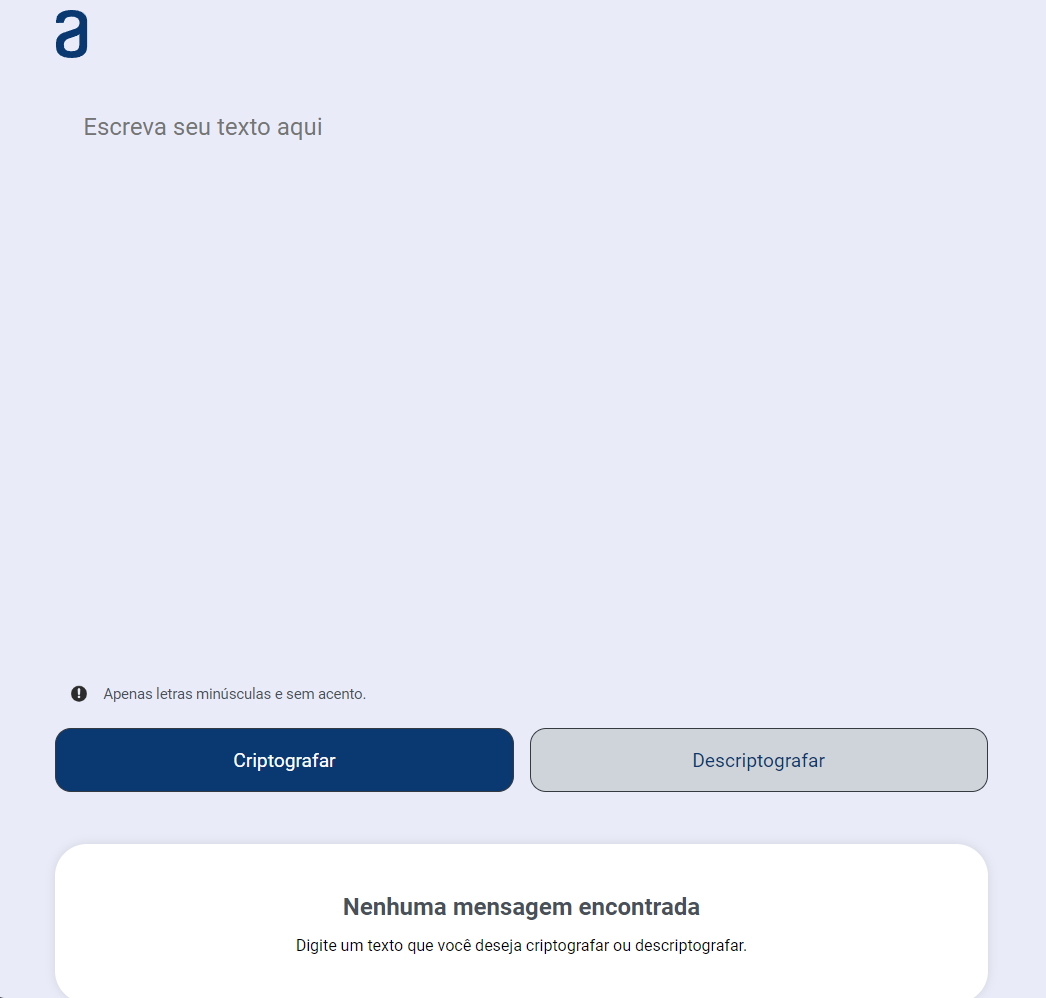 a
Escreva seu texto aqui
Apenas letras minúsculas e sem acento.
Criptografar
Descriptografar
Nenhuma mensagem encontrada
Digite um texto que você deseja criptografar ou descriptografar.